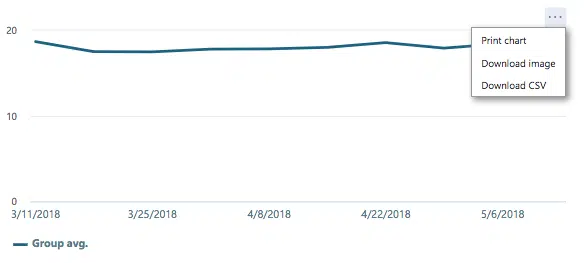 ...
20
Print chart
Download image
Download CSV
10
0
3/11/2018 3/25/2018 4/8/2018 4/22/2018 5/6/2018
Group avg.